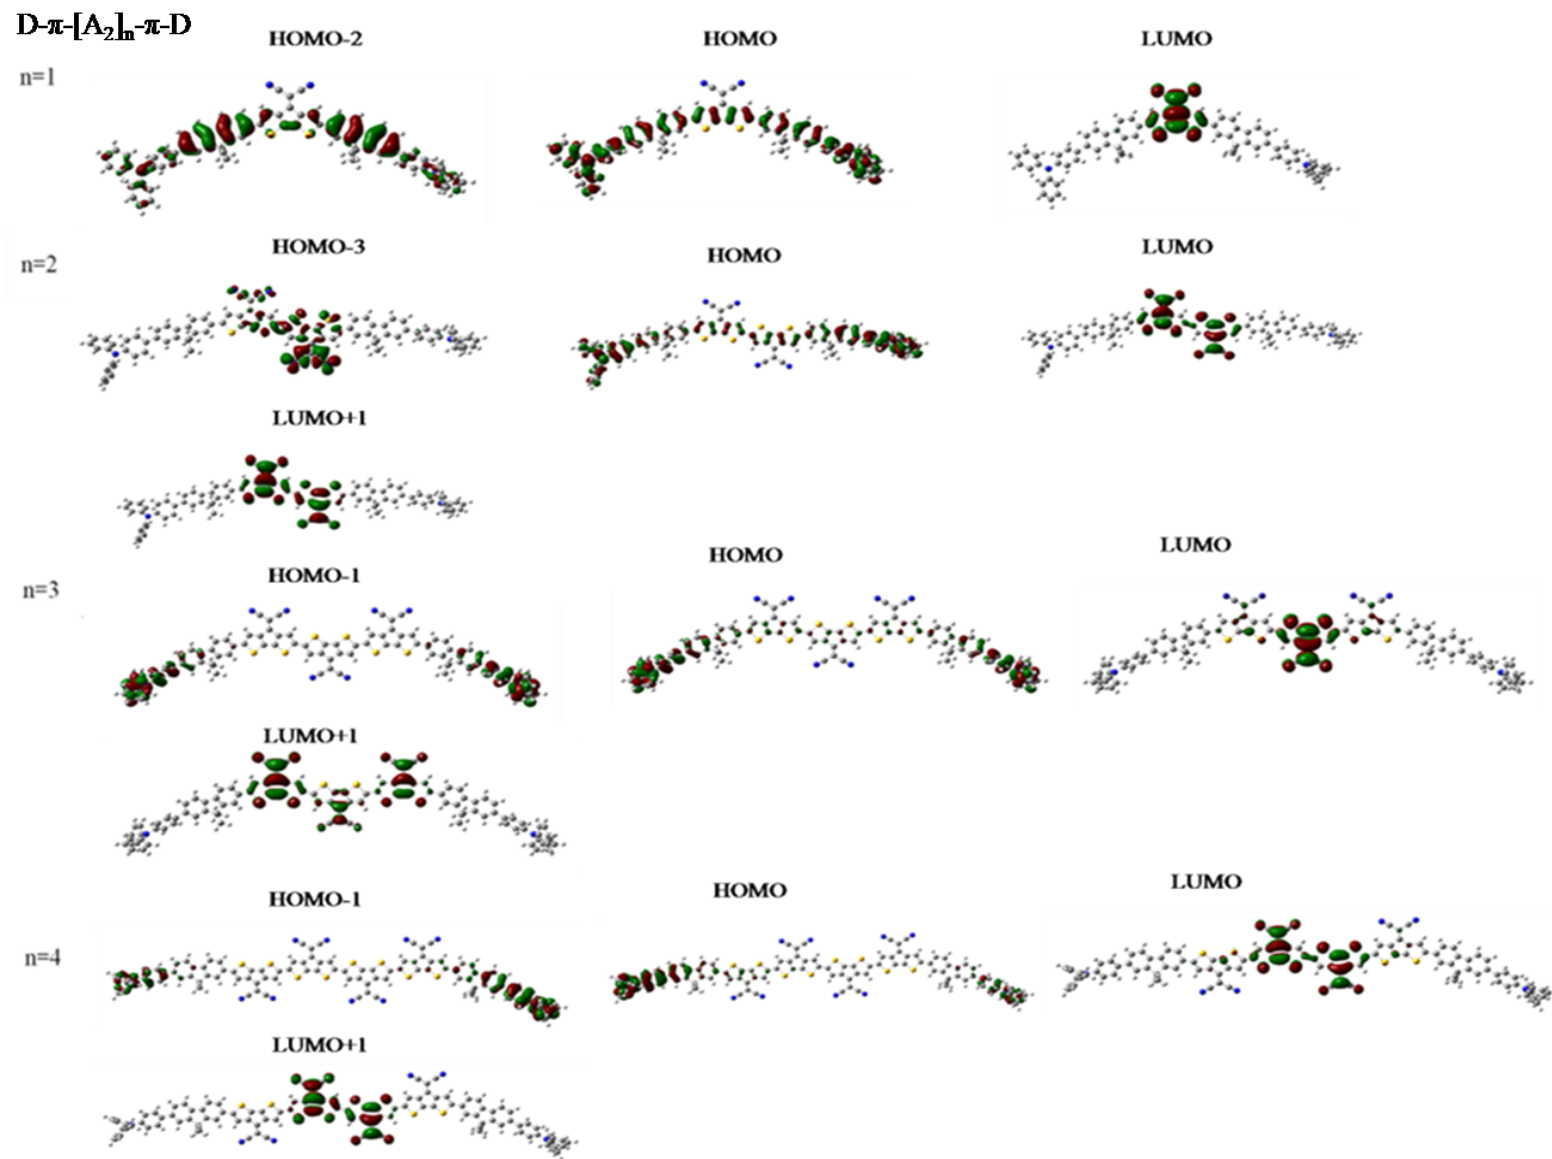 D-π-[A₂]ₙ-π-D
HOMO-2 HOMO LUMO
n=1
HOMO-3 HOMO LUMO
n=2
LUMO+1
HOMO-1 HOMO LUMO
n=3
LUMO+1
HOMO-1 HOMO LUMO
n=4
LUMO+1